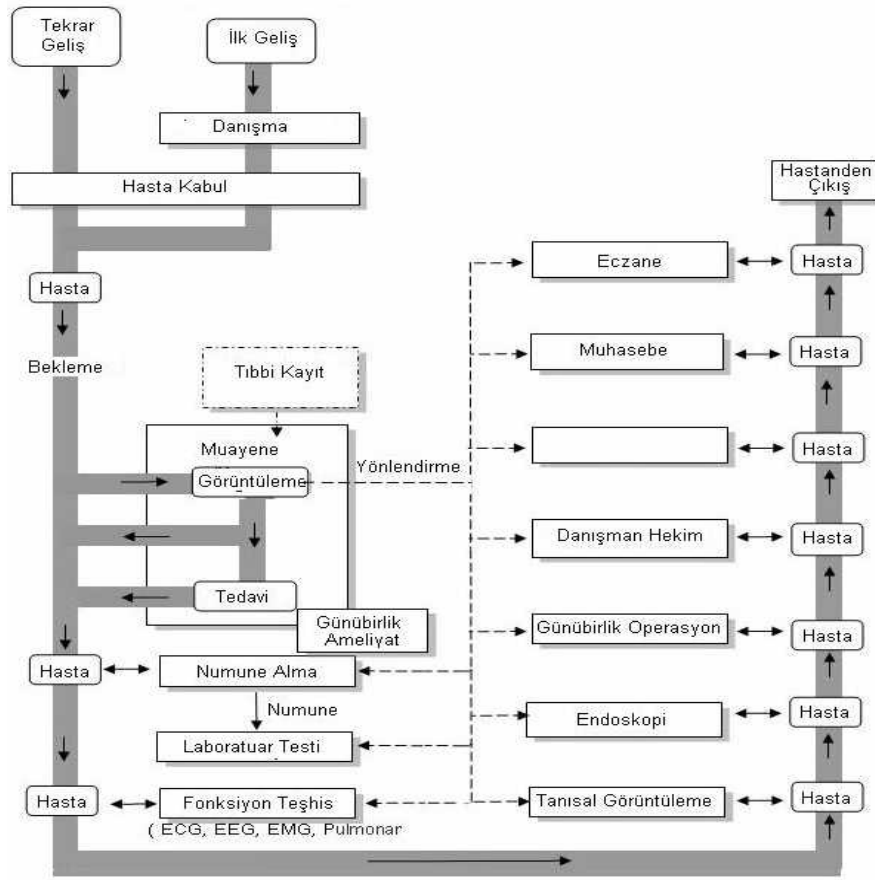 Tekrar
Geliş
İlk Geliş
Danışma
Hasta Kabul
Hasta
Bekleme
Tıbbi Kayıt
Muayene
Görüntüleme
Yönlendirme
Tedavi
Günübirlik
Ameliyat
Hasta
Numune Alma
Numune
Laboratuar Testi
Hasta
Fonksiyon Teşhis
( ECG, EEG, EMG, Pulmonar
Hastanden
Çıkış
Eczane
Hasta
Muhasebe
Hasta
Hasta
Danışman Hekim
Hasta
Günübirlik Operasyon
Hasta
Endoskopi
Hasta
Tanısal Görüntüleme
Hasta